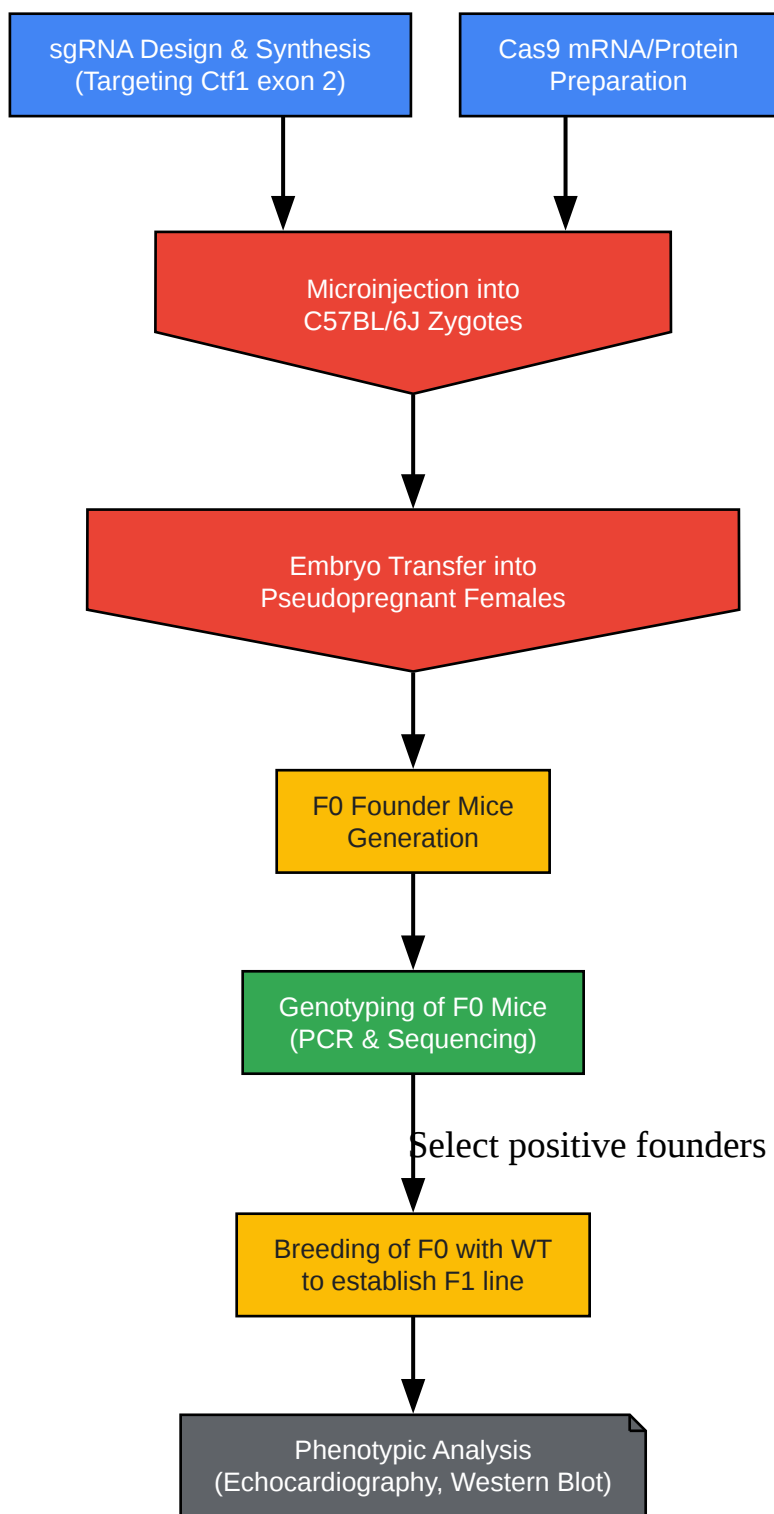 sgRNA Design & Synthesis
(Targeting Ctf1 exon 2)
Cas9 mRNA/Protein
Preparation
Microinjection into
C57BL/6J Zygotes
Embryo Transfer into
Pseudopregnant Females
F0 Founder Mice
Generation
Genotyping of F0 Mice
(PCR & Sequencing)
Select positive founders
Breeding of F0 with WT
to establish F1 line
Phenotypic Analysis
(Echocardiography, Western Blot)